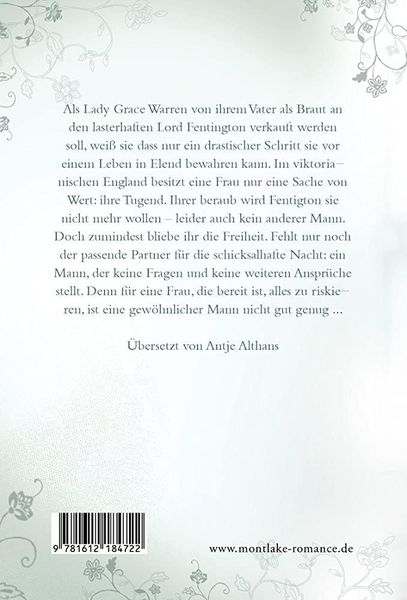 Als Lady Grace Warren von ihrem Vater als Braut an
den lasterhaften Lord Fentington verkauft werden
soll, weiß sie dass nur ein drastischer Schritt sie vor
einem Leben in Elend bewahren kann. Im viktoria–
nischen England besitzt eine Frau nur eine Sache von
Wert: ihre Tugend. Ihrer beraub wird Fentigton sie
nicht mehr wollen – leider auch kein anderer Mann.
Doch zumindest bliebe ihr die Freiheit. Fehlt nur noch
der passende Partner für die schicksalhafte Nacht: ein
Mann, der keine Fragen und keine weiteren Ansprüche
stellt. Denn für eine Frau, die bereit ist, alles zu riskie–
ren, ist eine gewöhnlicher Mann nicht gut genug ...
Übersetzt von Antje Althans
9 781612 184722
www.montlake-romance.de